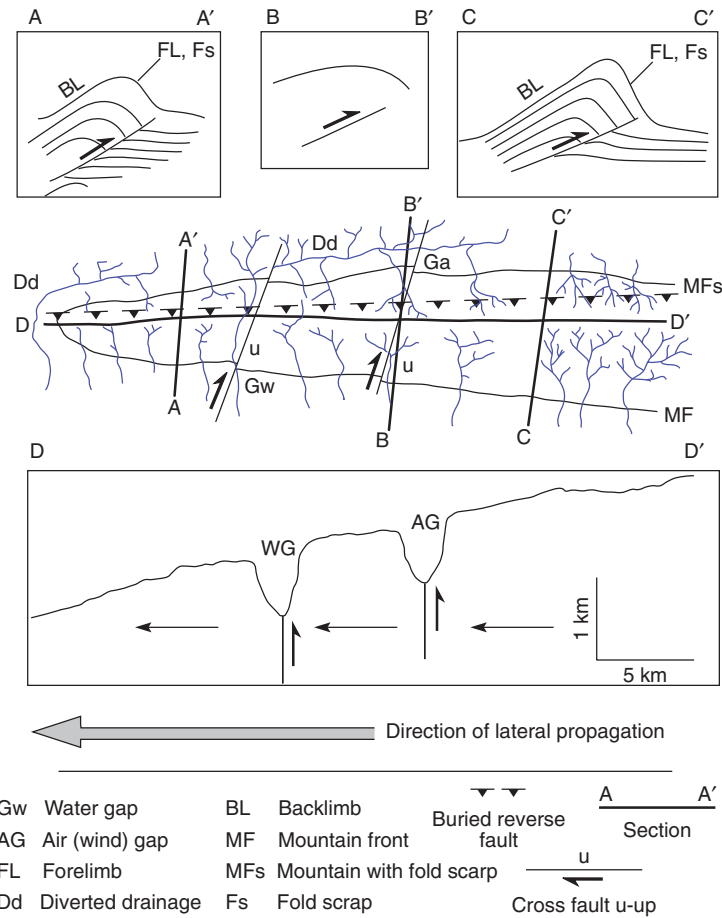 A A′ B B′ C C′
FL, Fs
BL
FL, Fs
BL
B′
A′ C′
Dd
Ga
Dd
MFs
D D′
u
u
Gw
A
MF
B C
D D′
AG
WG
1 km
5 km
Direction of lateral propagation
Gw Water gap BL Backlimb Buried reverse fault A A′
AG Air (wind) gap MF Mountain front Section
FL Forelimb MFs Mountain with fold scarp u
Dd Diverted drainage Fs Fold scrap Cross fault u-up